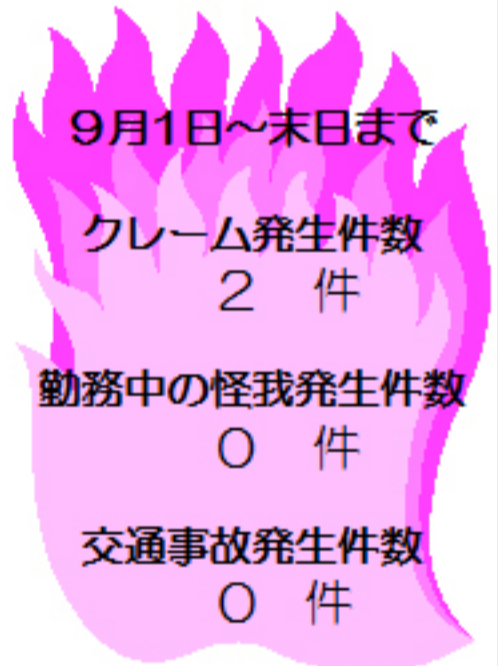 ９月１日～末日まで
クレーム発生件数
２　件
勤務中の怪我発生件数
０　件
交通事故発生件数
０　件